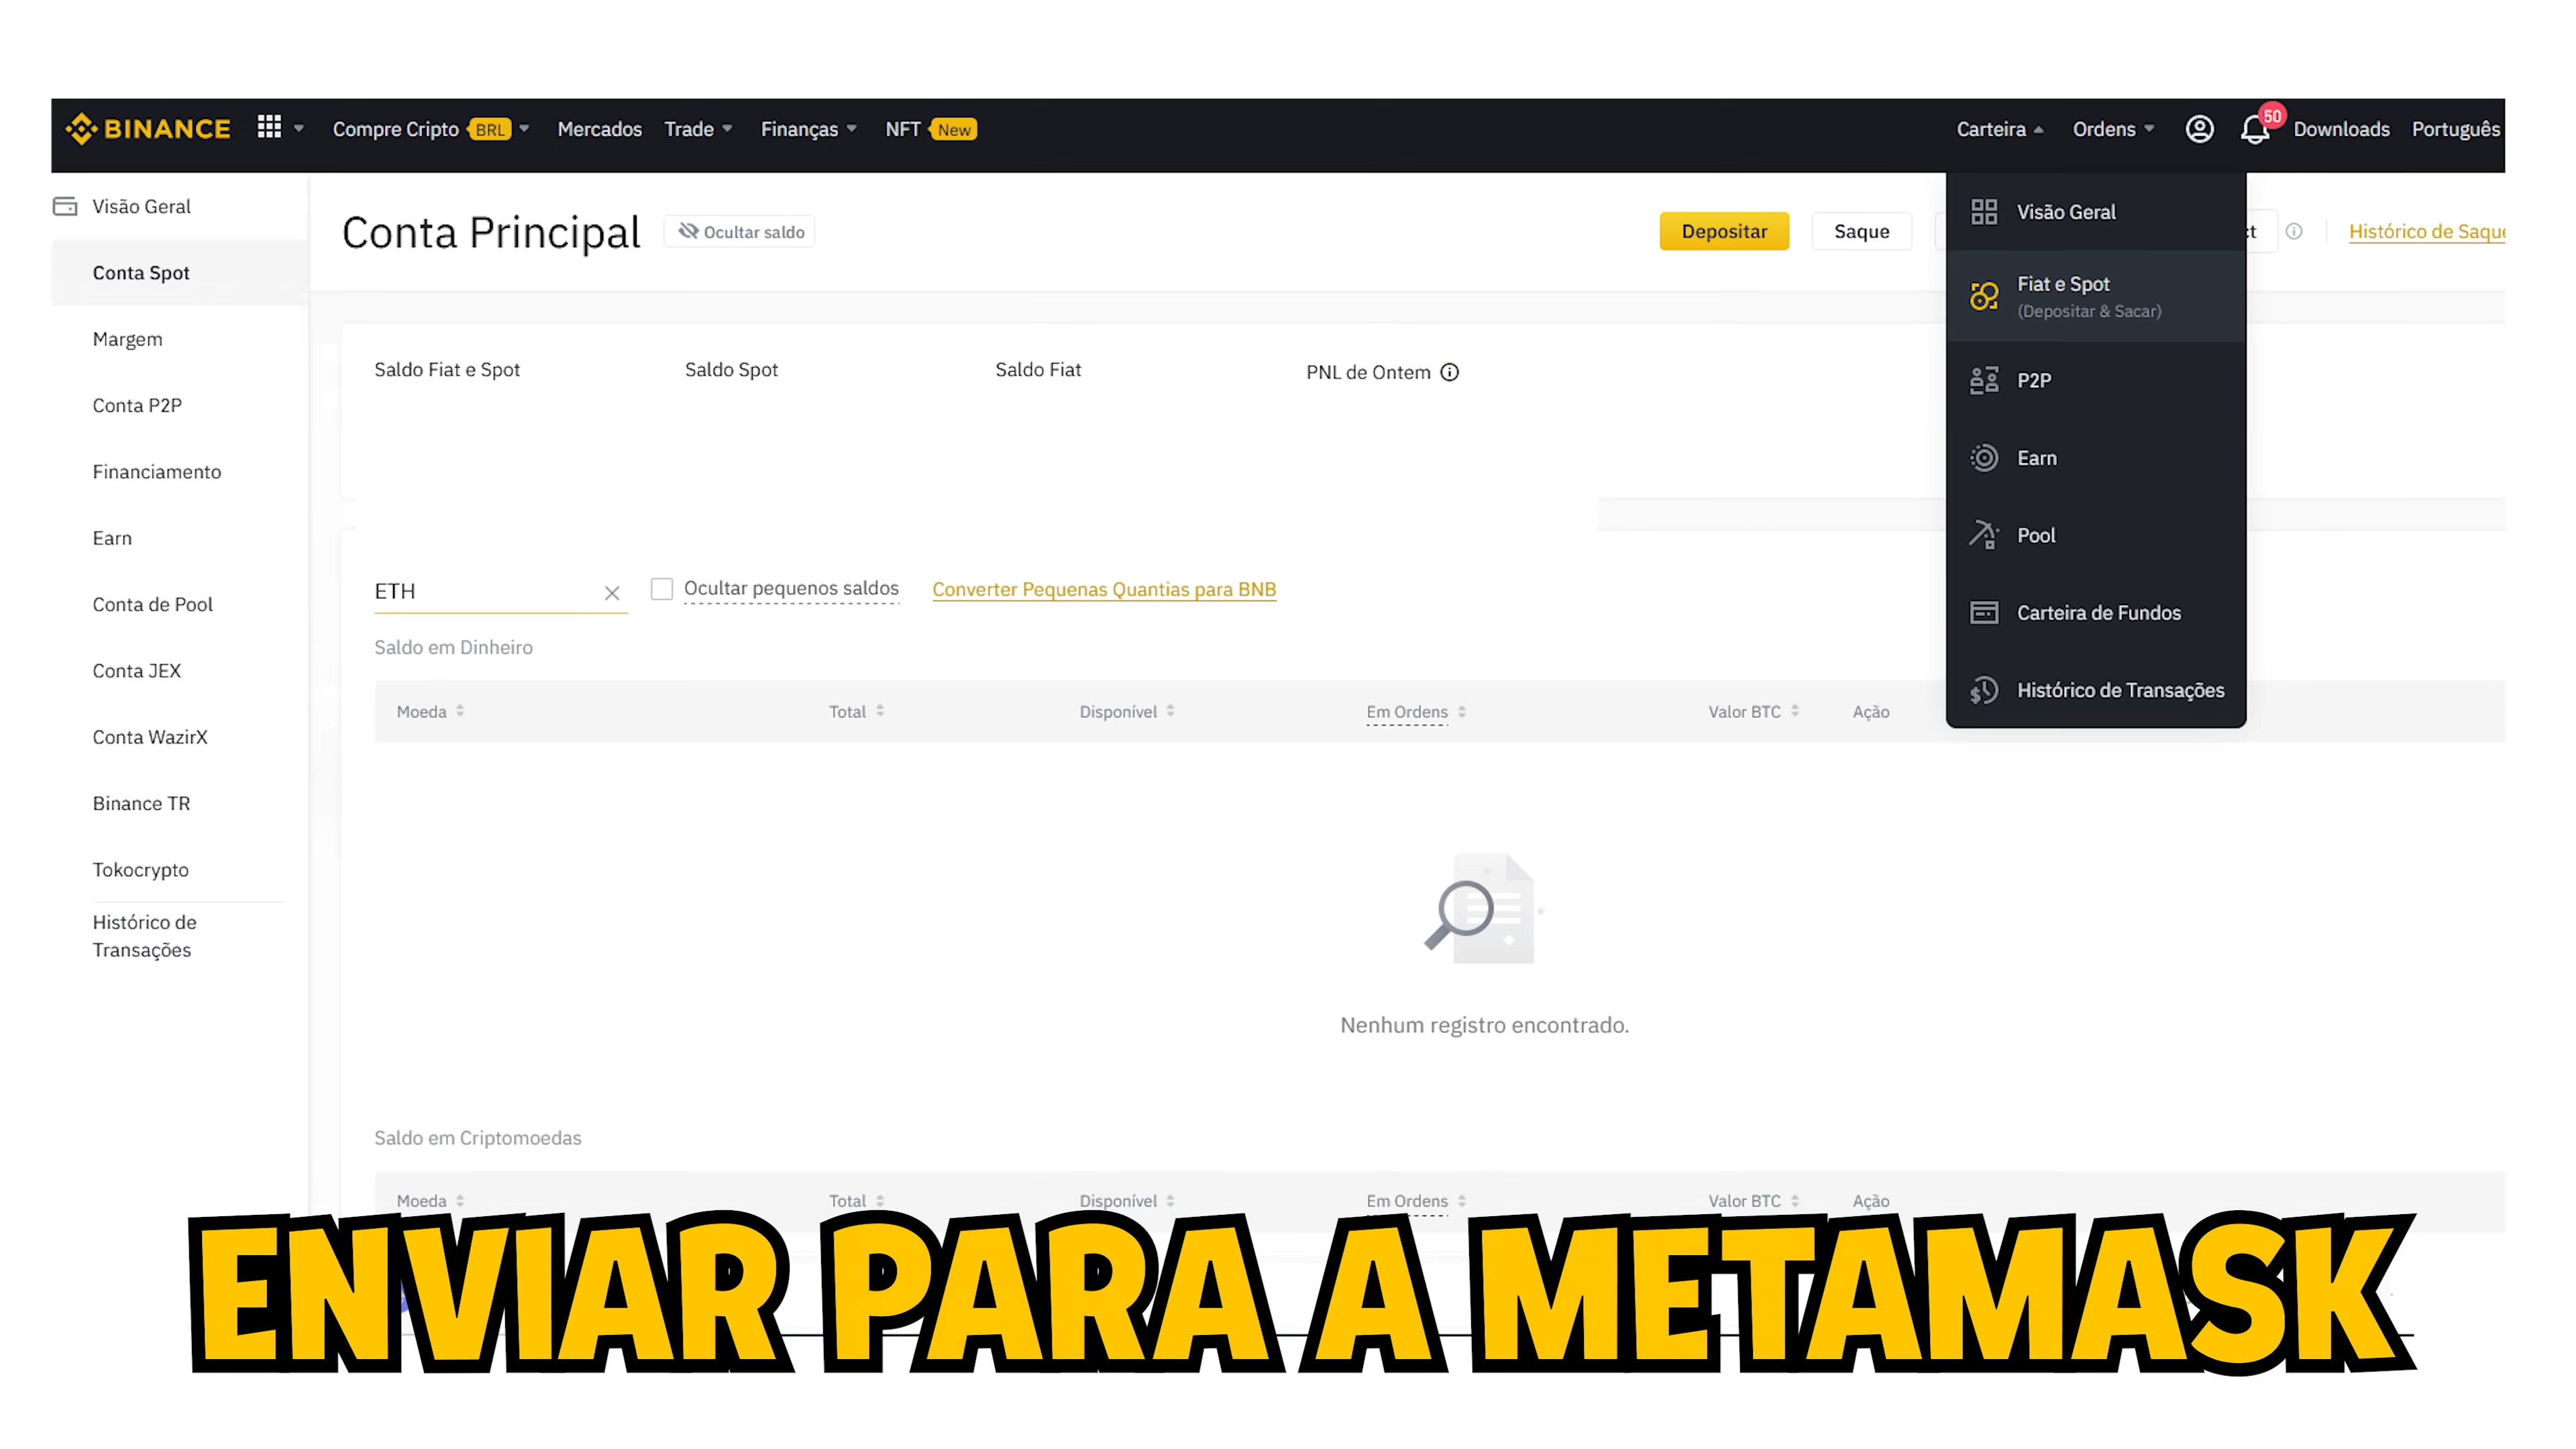 BINANCE Compre Cripto BRL Mercados Trade Finanças NFT New Carteira Ordens 50 Downloads Português
Visão Geral
Conta Spot
Margem
Conta P2P
Financiamento
Earn
Conta de Pool
Conta JEX
Conta WazirX
Binance TR
Tokocrypto
Histórico de
Transações
Conta Principal Ocultar saldo Depositar Saque Histórico de Saque
Saldo Fiat e Spot Saldo Spot Saldo Fiat PNL de Ontem
Visão Geral
Fiat e Spot
(Depositar & Sacar)
P2P
Earn
Pool
Carteira de Fundos
Histórico de Transações
ETH Ocultar pequenos saldos Converter Pequenas Quantias para BNB
Saldo em Dinheiro
Moeda Total Disponível Em Ordens Valor BTC Ação
Nenhum registro encontrado.
Saldo em Criptomoedas
Moeda Total Disponível Em Ordens Valor BTC Ação
ENVIAR PARA A METAMASK